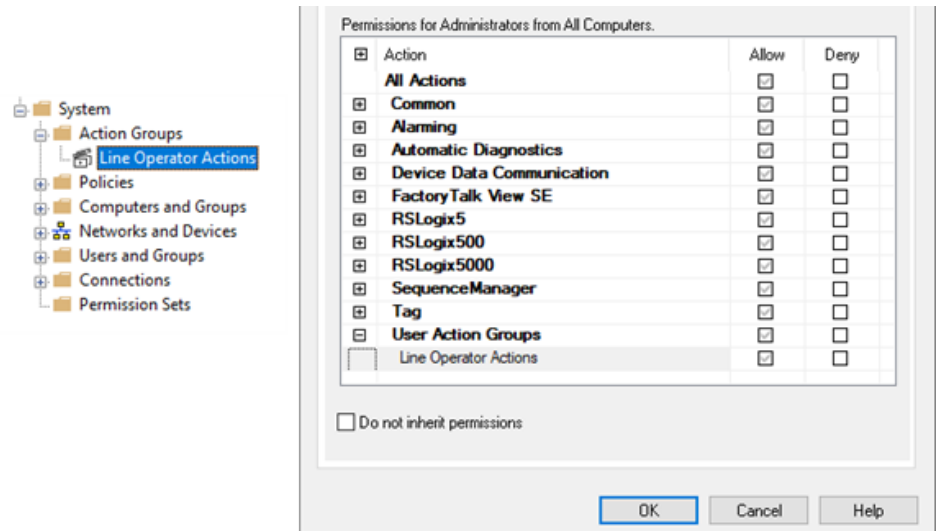 System
Action Groups
Line Operator Actions
Policies
Computers and Groups
Networks and Devices
Users and Groups
Connections
Permission Sets
Permissions for Administrators from All Computers.
Action Allow Deny
All Actions
Common
Alarming
Automatic Diagnostics
Device Data Communication
FactoryTalk View SE
RSLogix5
RSLogix500
RSLogix5000
SequenceManager
Tag
User Action Groups
Line Operator Actions
Do not inherit permissions
OK Cancel Help